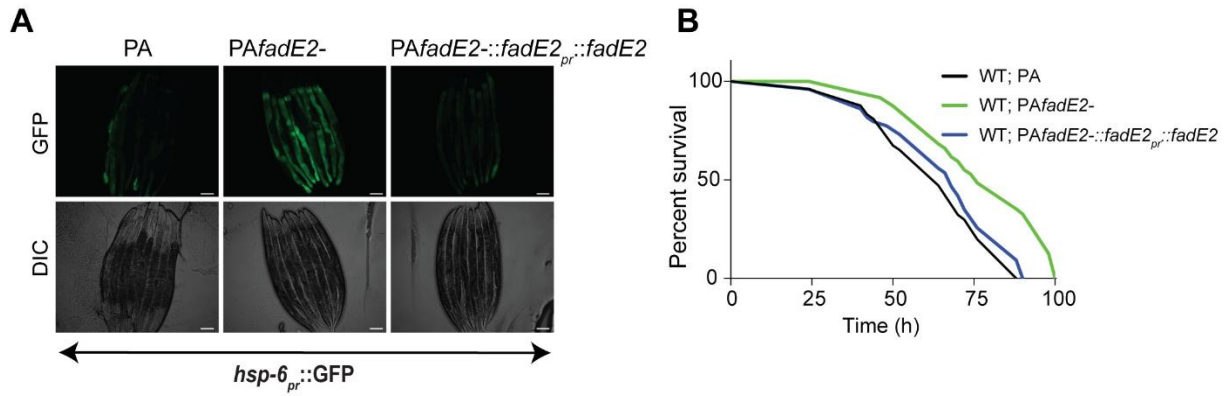 A
PA
PAfadE2-
PAfadE2-::fadE2pr::fadE2
GFP
DIC
hsp-6pr::GFP
B
WT; PA
WT; PAfadE2-
WT; PAfadE2-::fadE2pr::fadE2
Percent survival
100
50
0
0 25 50 75 100
Time (h)